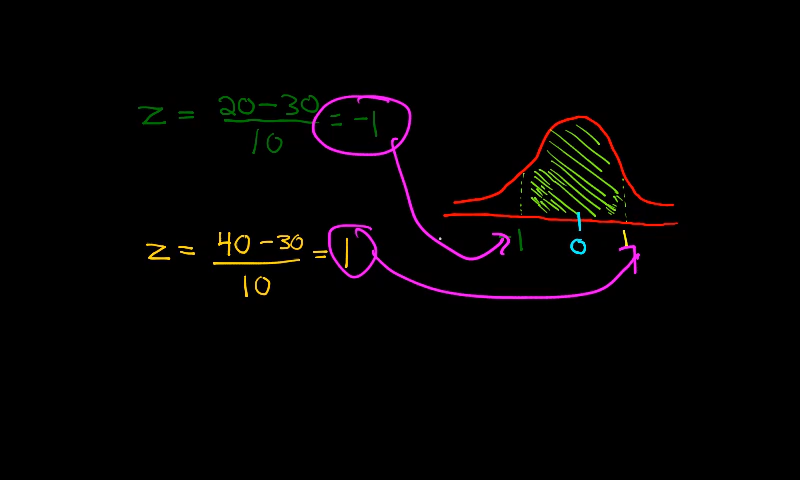 z = 20-30/10 = -1
z = 40-30/10 = 1
1 0 1